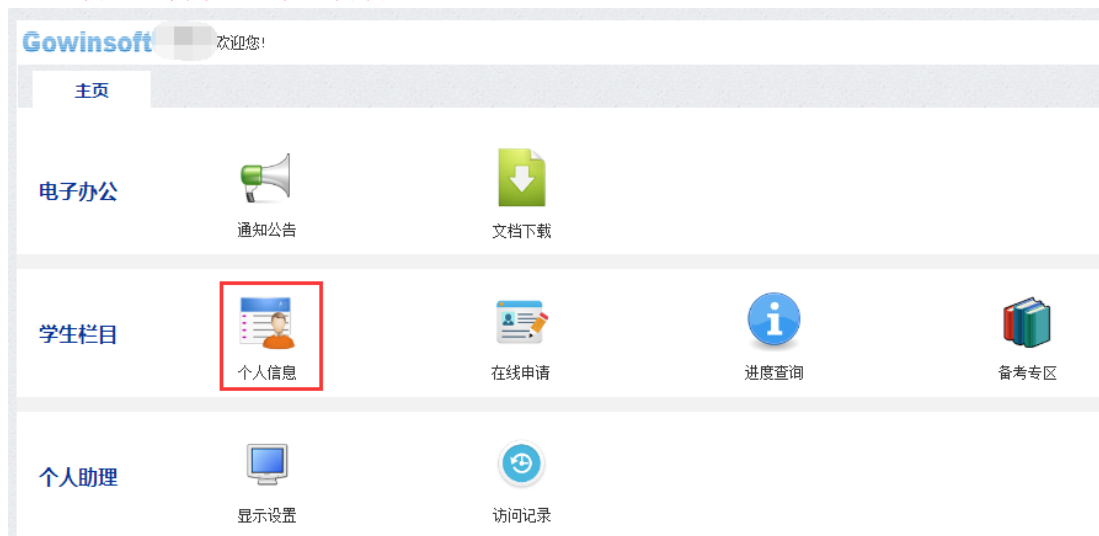 Gowinsoft 欢迎您!
主页
电子办公
通知公告
文档下载
学生栏目
个人信息
在线申请
进度查询
备考专区
个人助理
显示设置
访问记录